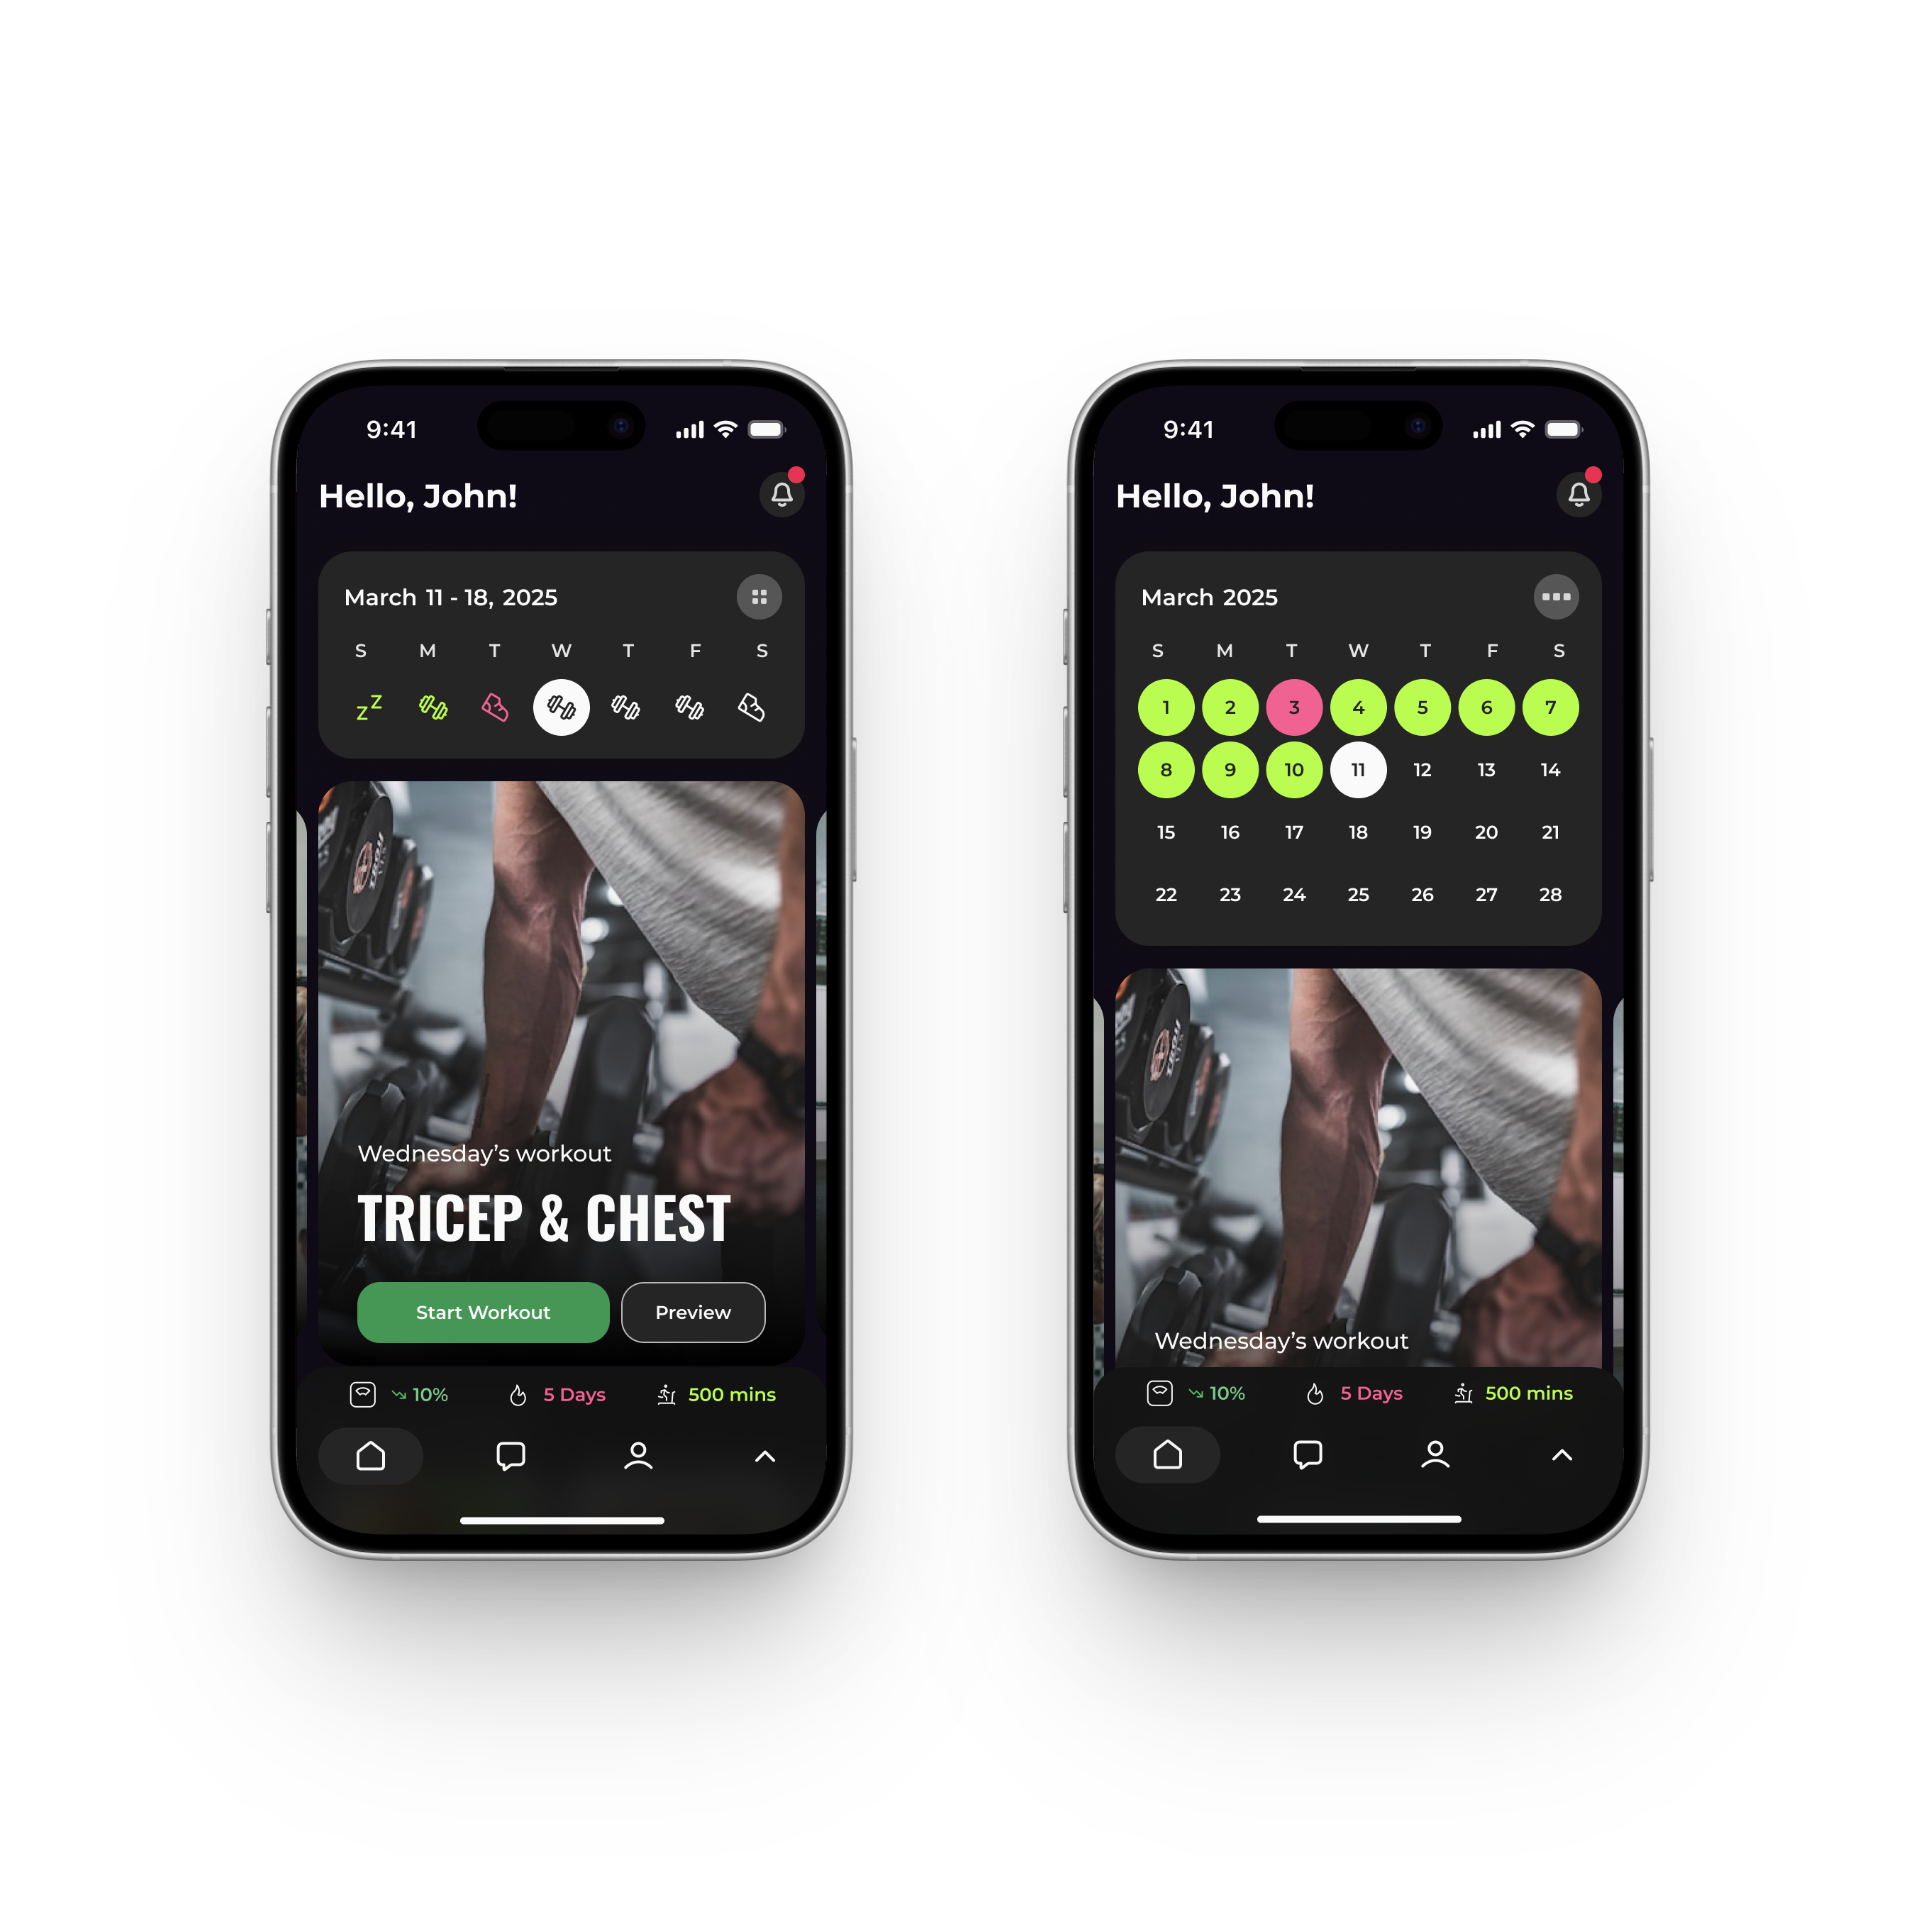 9:41
Hello, John!
March 11 - 18, 2025
S M T W T F S
z z
Wednesday's workout
TRICEP & CHEST
Start Workout Preview
10% 5 Days 500 mins
9:41
Hello, John!
March 2025
S M T W T F S
1 2 3 4 5 6 7
8 9 10 11 12 13 14
15 16 17 18 19 20 21
22 23 24 25 26 27 28
Wednesday's workout
10% 5 Days 500 mins